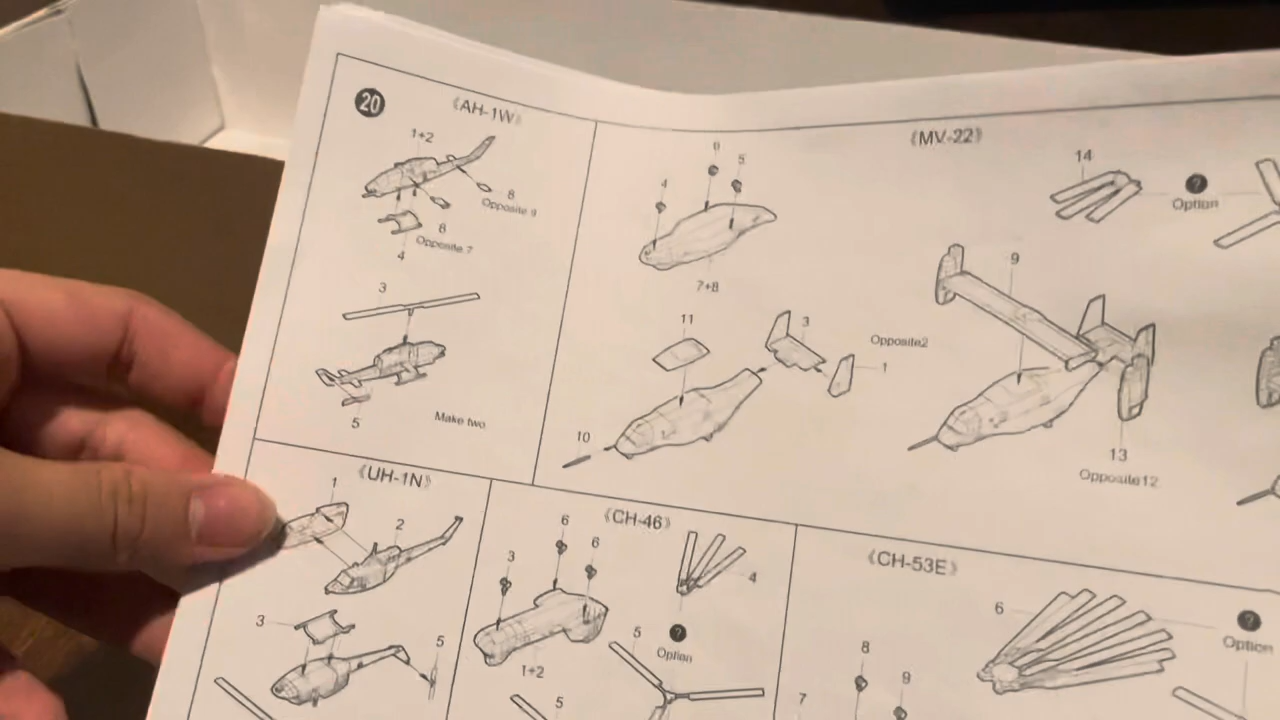 20
《AH-1W》
1+2
8
Opposite 9
6
Opposite 7
4
3
5
Make two
《MV-22》
6
5
4
7+8
14
?
Option
11
3
Opposite2
1
10
9
13
Opposite12
《UH-1N》
1
2
3
5
《CH-46》
6
6
3
4
5
?
Option
1+2
5
《CH-53E》
6
?
Option
8
9
7